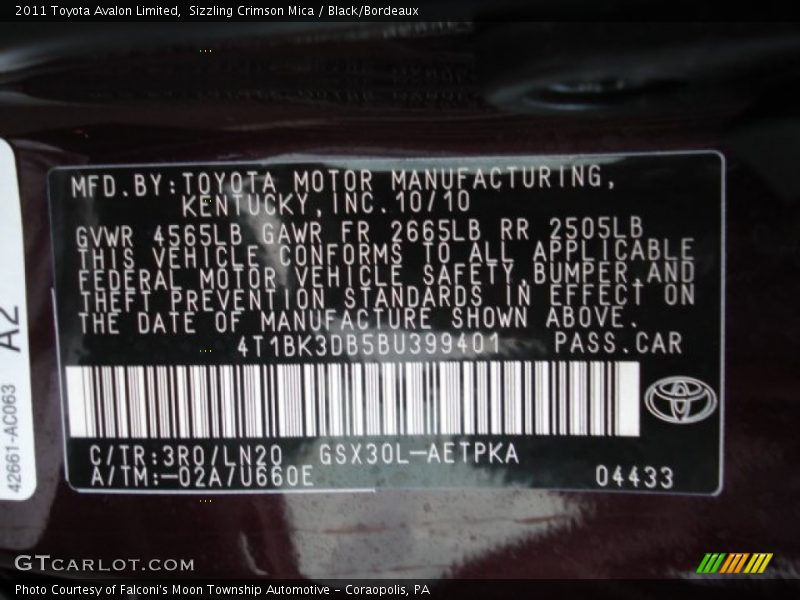 2011 Toyota Avalon Limited, Sizzling Crimson Mica / Black/Bordeaux
MFD.BY:TOYOTA MOTOR MANUFACTURING,
KENTUCKY,INC.10/10
GVWR 4565LB GAWR FR 2665LB RR 2505LB
THIS VEHICLE CONFORMS TO ALL APPLICABLE
FEDERAL MOTOR VEHICLE SAFETY,BUMPER,AND
THEFT PREVENTION STANDARDS IN EFFECT ON
THE DATE OF MANUFACTURE SHOWN ABOVE.
4T1BK3DB5BU399401 PASS.CAR
C/TR:3R0/LN20 GSX30L-AETPKA
A/TM:-02A/U660E 04433
A2
42661-AC063
GTCARLOT.COM
Photo Courtesy of Falconi's Moon Township Automotive - Coraopolis, PA